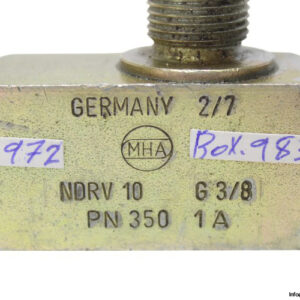 GERMANY 2/7
972
MHA
Box.98
NDRV 10 G 3/8
PN 350 1A